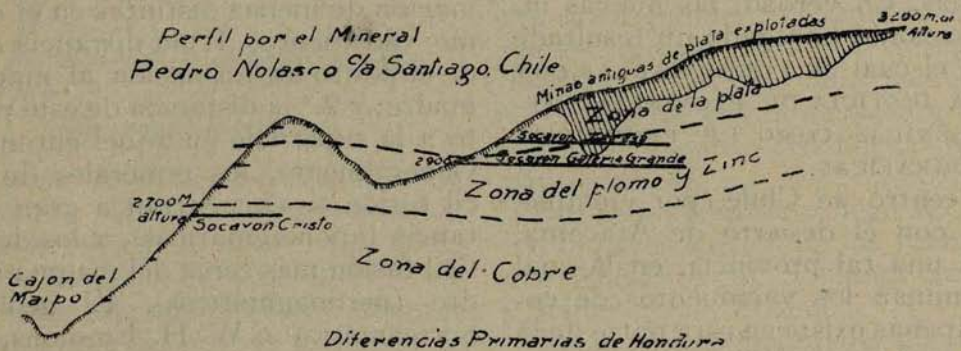 Perfil por el Mineral
Pedro Nolasco c/a Santiago, Chile
3200 M. de
Altura
Minas antiguas de plata explotadas
Zona de la plata
Socavon
290
Socavon Galeria Grande
Zona del plomo y Zinc
2700M
altura
Socavon Cristo
Zona del Cobre
Cajon del
Maipo
Diferencias Primarias de Hondura